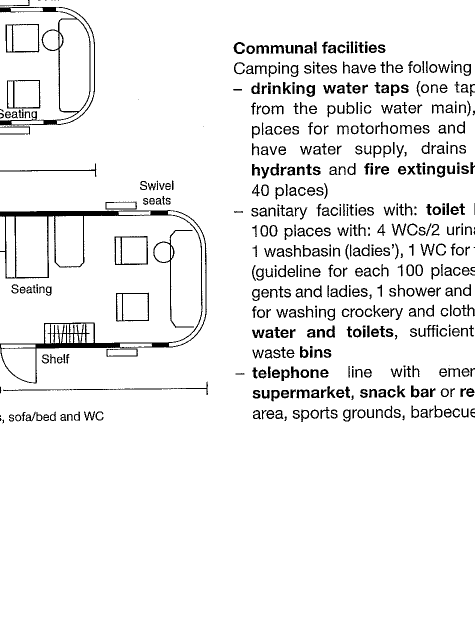 Seating
Swivel
seats
Seating
Shelf
, sofa/bed and WC
Communal facilities
Camping sites have the following
– drinking water taps (one tap
from the public water main),
places for motorhomes and
have water supply, drains
hydrants and fire extinguish
40 places)
– sanitary facilities with: toilet
100 places with: 4 WCs/2 urina
1 washbasin (ladies’), 1 WC for
(guideline for each 100 places
gents and ladies, 1 shower and
for washing crockery and cloth
water and toilets, sufficient
waste bins
– telephone line with emer
supermarket, snack bar or re
area, sports grounds, barbecue